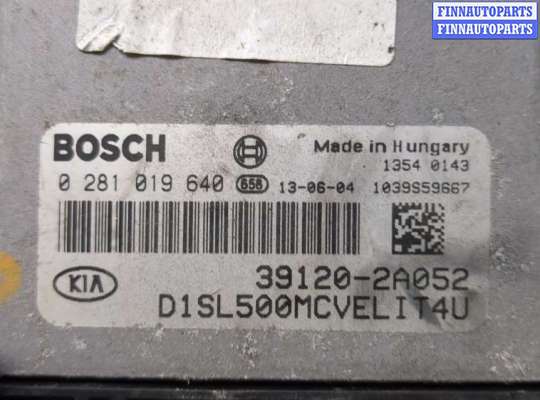 FINNAUTOPARTS
FINNAUTOPARTS
BOSCH
Made in Hungary
1354 0143
0 281 019 640 656 13-06-04 1039S59667
KIA
39120-2A052
D1SL500MCVELIT4U